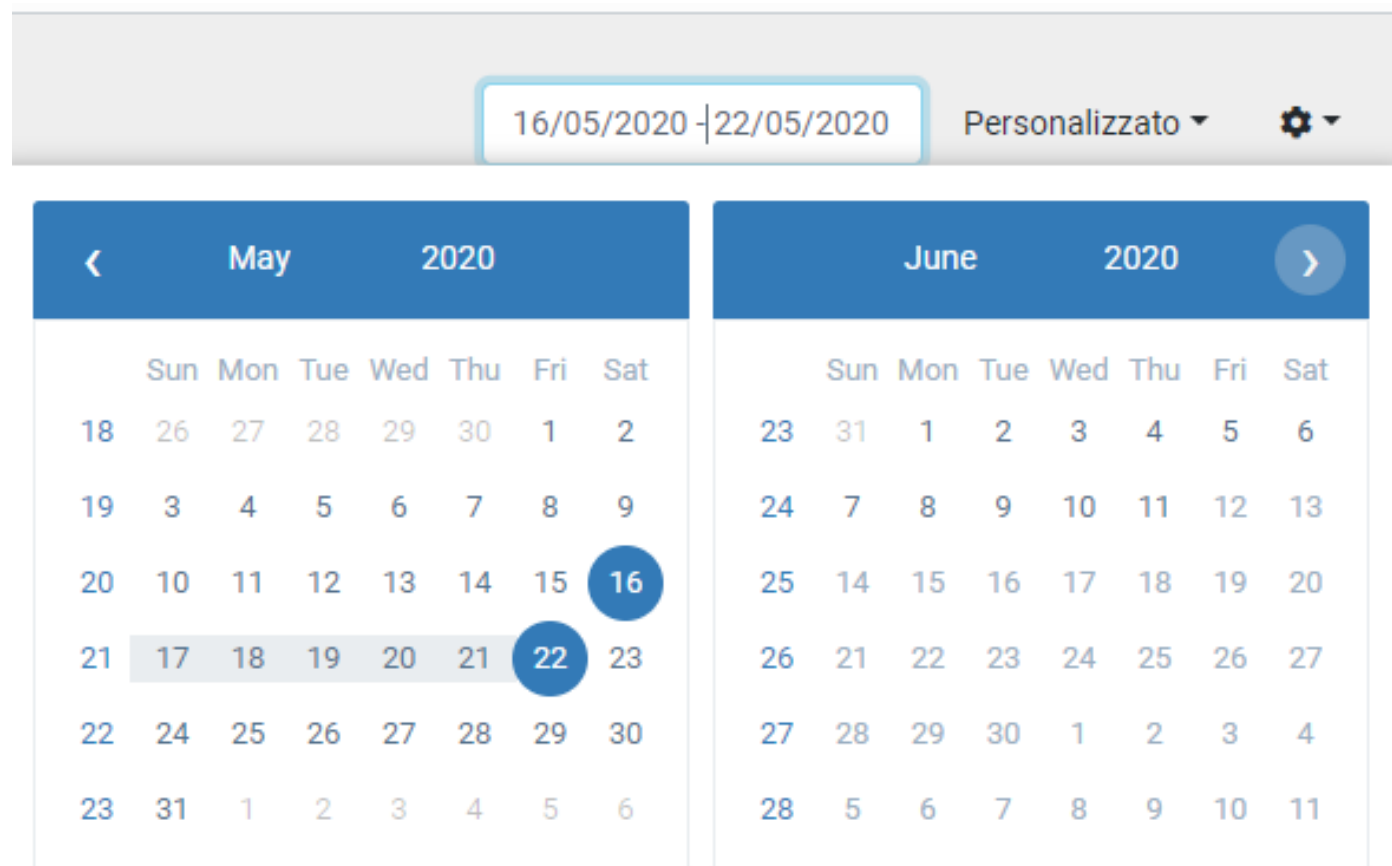 16/05/2020 - 22/05/2020 Personalizzato
May 2020
Sun Mon Tue Wed Thu Fri Sat
18 26 27 28 29 30 1 2
19 3 4 5 6 7 8 9
20 10 11 12 13 14 15 16
21 17 18 19 20 21 22 23
22 24 25 26 27 28 29 30
23 31 1 2 3 4 5 6
June 2020
Sun Mon Tue Wed Thu Fri Sat
23 31 1 2 3 4 5 6
24 7 8 9 10 11 12 13
25 14 15 16 17 18 19 20
26 21 22 23 24 25 26 27
27 28 29 30 1 2 3 4
28 5 6 7 8 9 10 11